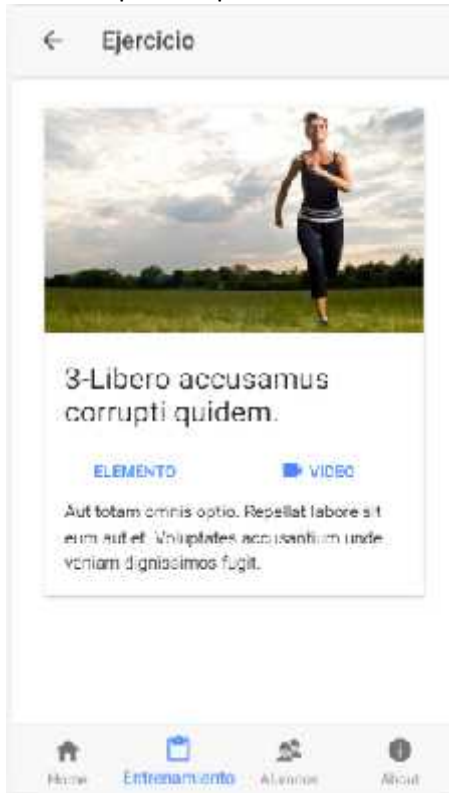 Ejercicio
3-Libero accusamus
corrupti quidem.
ELEMENTO
VIDEO
Aut totam omnis optio. Repellat labore sit
eum aut et. Voluptates accusantium unde
veniam dignissimos fugit.
Home Entrenamiento Alumnos About